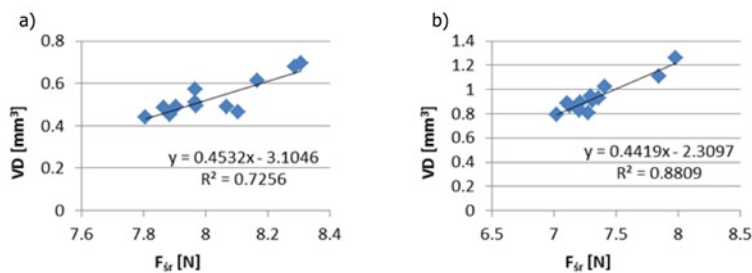 a)
0.8
0.6
0.4
0.2
0
VD [mm³]
y = 0.4532x - 3.1046
R² = 0.7256
7.6 7.8 8 8.2 8.4
F śr [N]
b)
1.4
1.2
1
0.8
0.6
0.4
0.2
0
VD [mm³]
y = 0.4419x - 2.3097
R² = 0.8809
6.5 7 7.5 8 8.5
F śr [N]